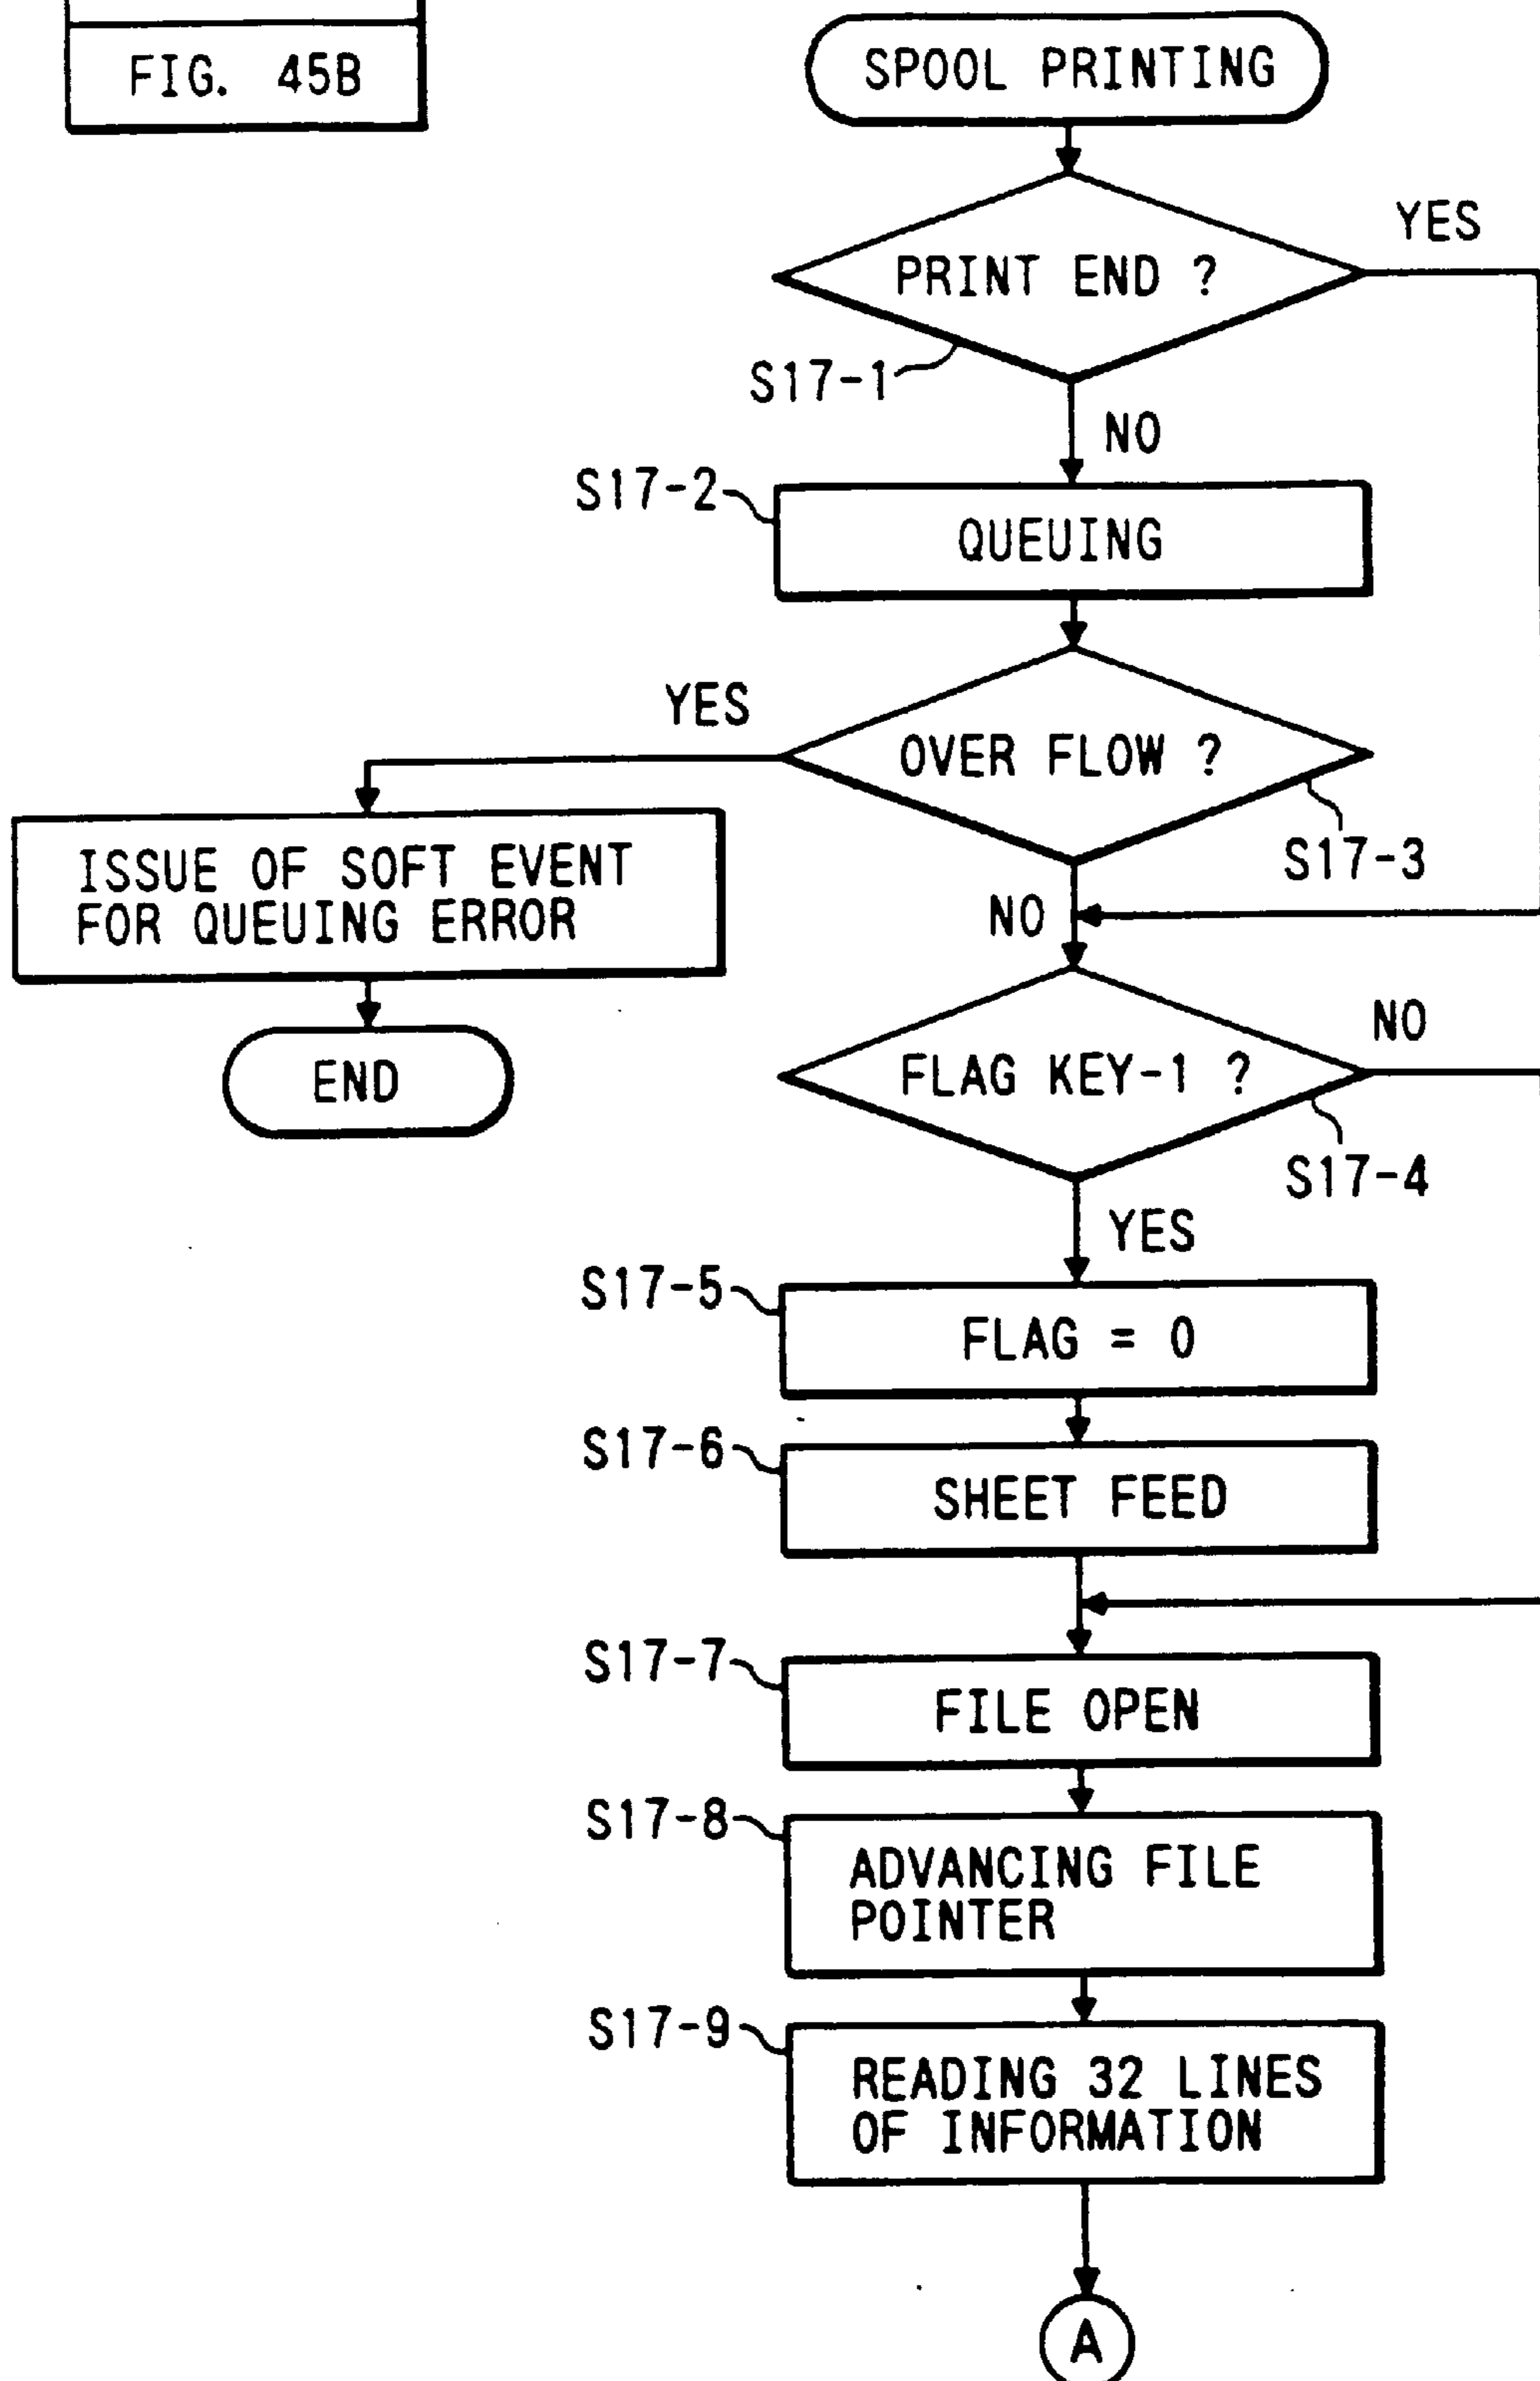 FIG. 45B
SPOOL PRINTING
PRINT END ?
YES
S17-1
NO
S17-2
QUEUING
YES
OVER FLOW ?
S17-3
ISSUE OF SOFT EVENT
FOR QUEUING ERROR
NO
END
FLAG KEY-1 ?
NO
S17-4
YES
S17-5
FLAG = 0
S17-6
SHEET FEED
S17-7
FILE OPEN
S17-8
ADVANCING FILE
POINTER
S17-9
READING 32 LINES
OF INFORMATION
A